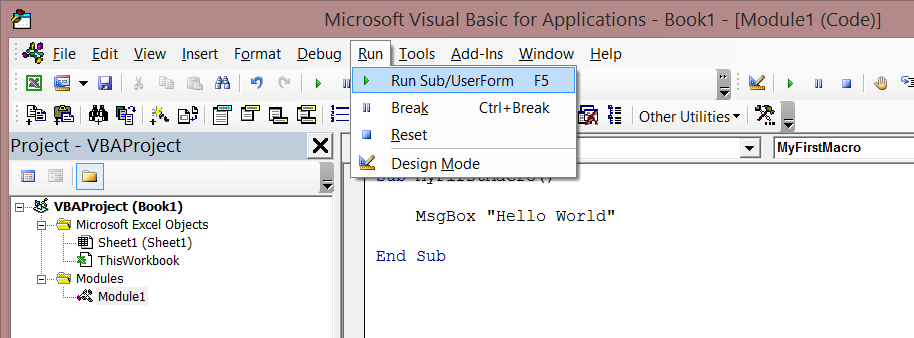 Microsoft Visual Basic for Applications - Book1 - [Module1 (Code)]
File Edit View Insert Format Debug Run Tools Add-Ins Window Help
Run Sub/UserForm F5
Break Ctrl+Break
Reset
Design Mode
Other Utilities
Project - VBAProject
MyFirstMacro
VBAProject (Book1)
Microsoft Excel Objects
Sheet1 (Sheet1)
ThisWorkbook
Modules
Module1
Sub MyFirstMacro()
MsgBox "Hello World"
End Sub